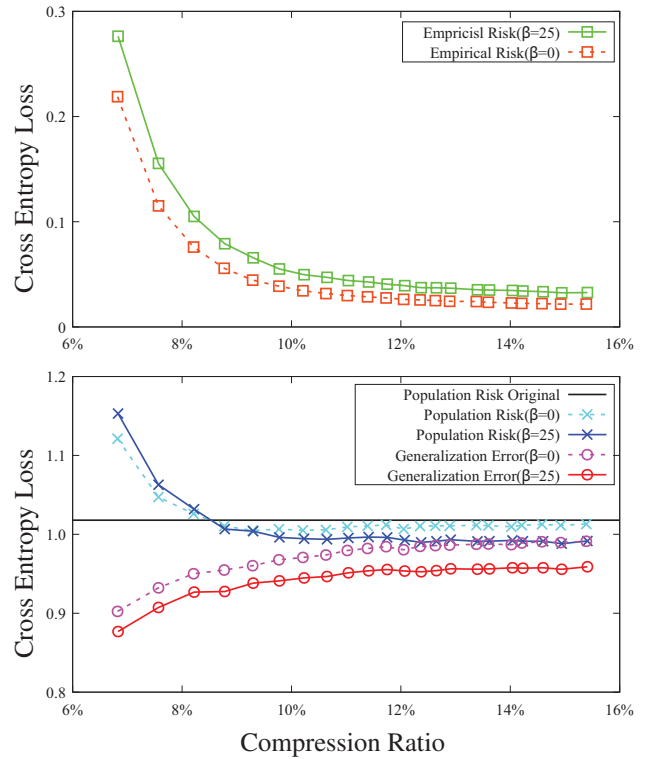 0.3
0.2
0.1
0
Cross Entropy Loss
Empricisl Risk(β=25)
Empirical Risk(β=0)
6% 8% 10% 12% 14% 16%
1.2
1.1
1.0
0.9
0.8
Cross Entropy Loss
Population Risk Original
Population Risk(β=0)
Population Risk(β=25)
Generalization Error(β=0)
Generalization Error(β=25)
6% 8% 10% 12% 14% 16%
Compression Ratio